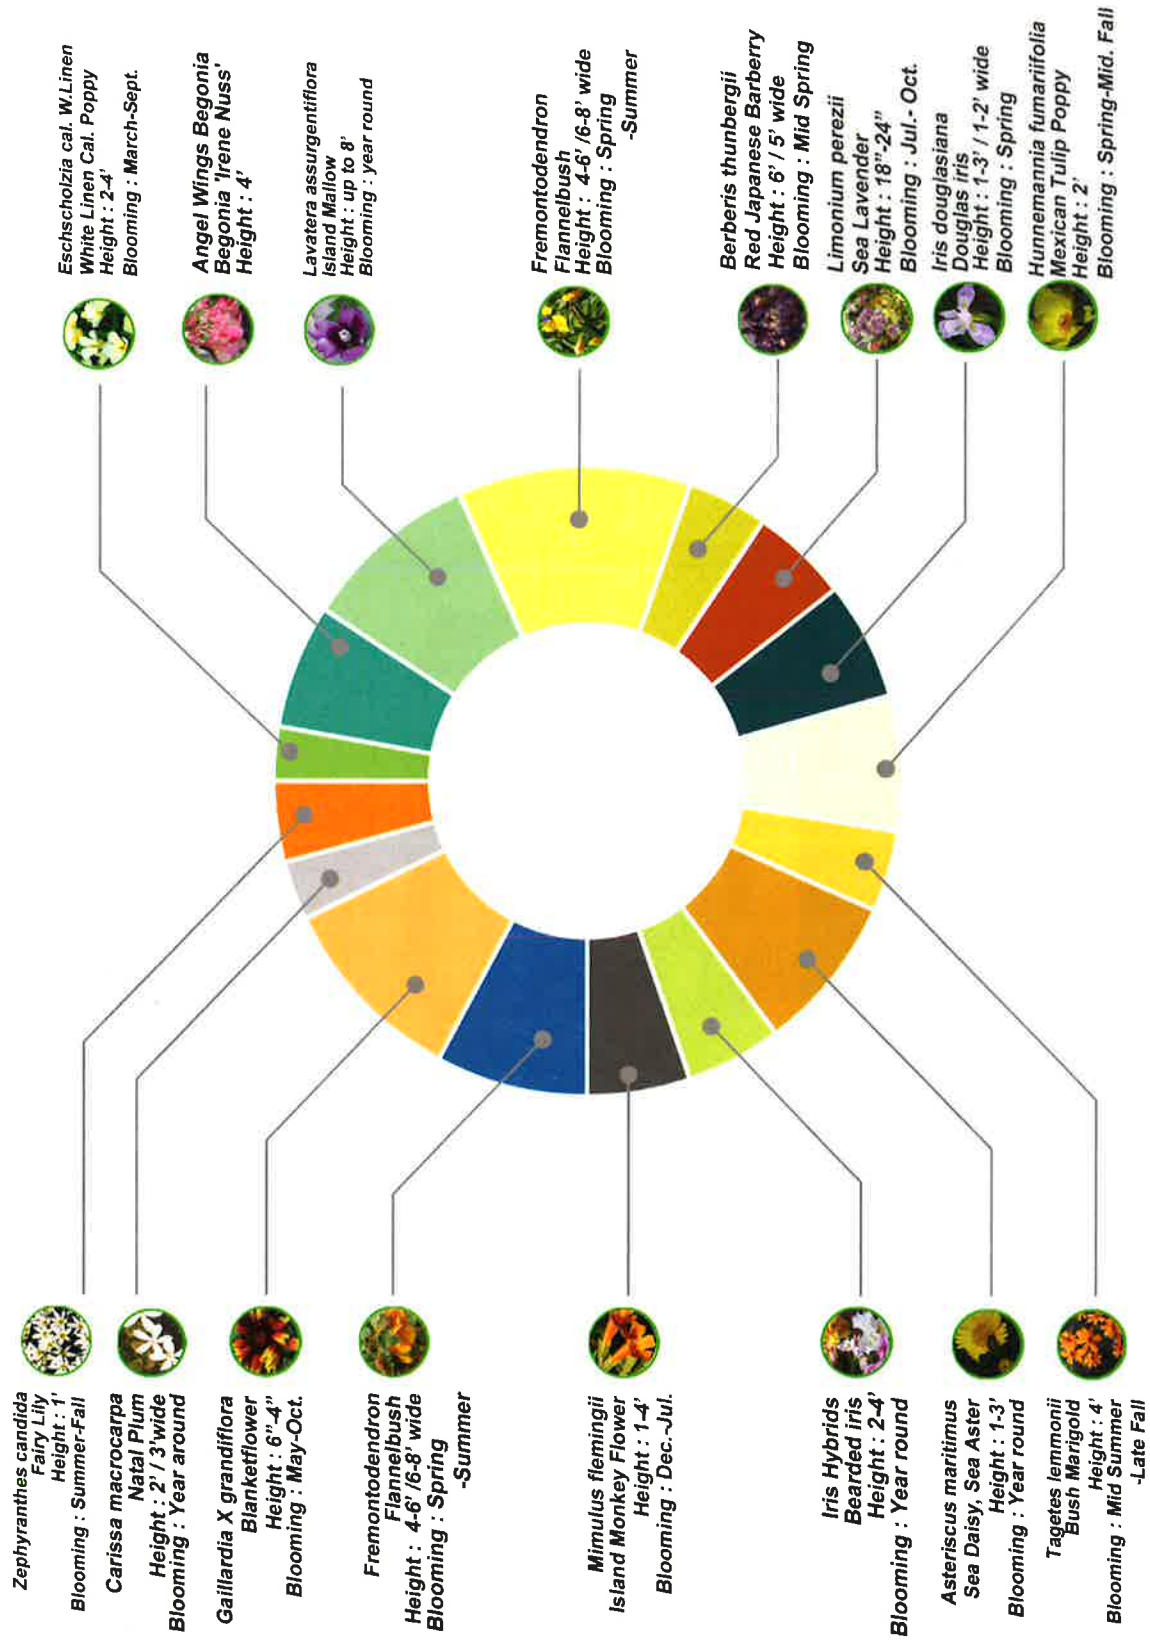 Eschscholzia cal. W.Linen
White Linen Cal. Poppy
Height : 2-4'
Blooming : March-Sept.
Angel Wings Begonia
Begonia 'Irene Nuss'
Height : 4'
Lavatera assurgentiflora
Island Mallow
Height : up to 8'
Blooming : year round
Fremontodendron
Flannelbush
Height : 4-6' /6-8' wide
Blooming : Spring
-Summer
Berberis thunbergii
Red Japanese Barberry
Height : 6' / 5' wide
Blooming : Mid Spring
Limonium perezii
Sea Lavender
Height : 18"-24"
Blooming : Jul.- Oct.
Iris douglasiana
Douglas iris
Height : 1-3' / 1-2' wide
Blooming : Spring
Hunnemannia fumariifolia
Mexican Tulip Poppy
Height : 2'
Blooming : Spring-Mid. Fall
Zephyranthes candida
Fairy Lily
Height : 1'
Blooming : Summer-Fall
Carissa macrocarpa
Natal Plum
Height : 2' / 3'wide
Blooming : Year around
Gaillardia X grandiflora
Blanketflower
Height : 6"-4"
Blooming : May-Oct.
Fremontodendron
Flannelbush
Height : 4-6' /6-8' wide
Blooming : Spring
-Summer
Mimulus flemingii
Island Monkey Flower
Height : 1-4'
Blooming : Dec.-Jul.
Iris Hybrids
Bearded iris
Height : 2-4'
Blooming : Year round
Asteriscus maritimus
Sea Daisy, Sea Aster
Height : 1-3'
Blooming : Year round
Tagetes lemmonii
Bush Marigold
Height : 4'
Blooming : Mid Summer
-Late Fall